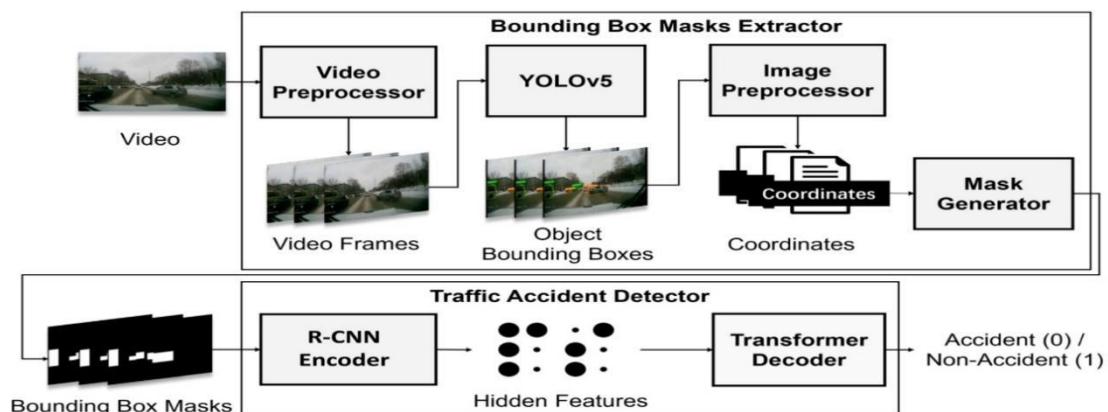 Bounding Box Masks Extractor
Video
Preprocessor
YOLOv5
Image
Preprocessor
Video
Coordinates
Mask
Generator
Video Frames
Object
Bounding Boxes
Coordinates
Traffic Accident Detector
R-CNN
Encoder
Transformer
Decoder
Accident (0) /
Non-Accident (1)
Bounding Box Masks
Hidden Features